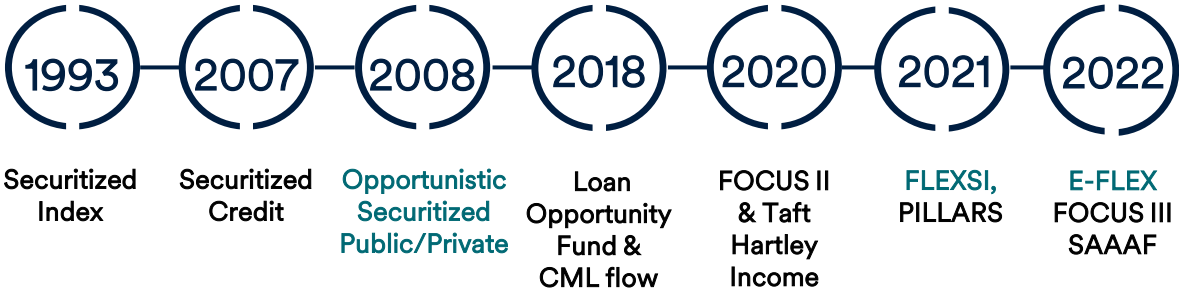 1993
2007
2008
2018
2020
2021
2022
Securitized
Index
Securitized
Credit
Opportunistic
Securitized
Public/Private
Loan
Opportunity
Fund &
CML flow
FOCUS II
& Taft
Hartley
Income
FLEXSI,
PILLARS
E-FLEX
FOCUS III
SAAAF